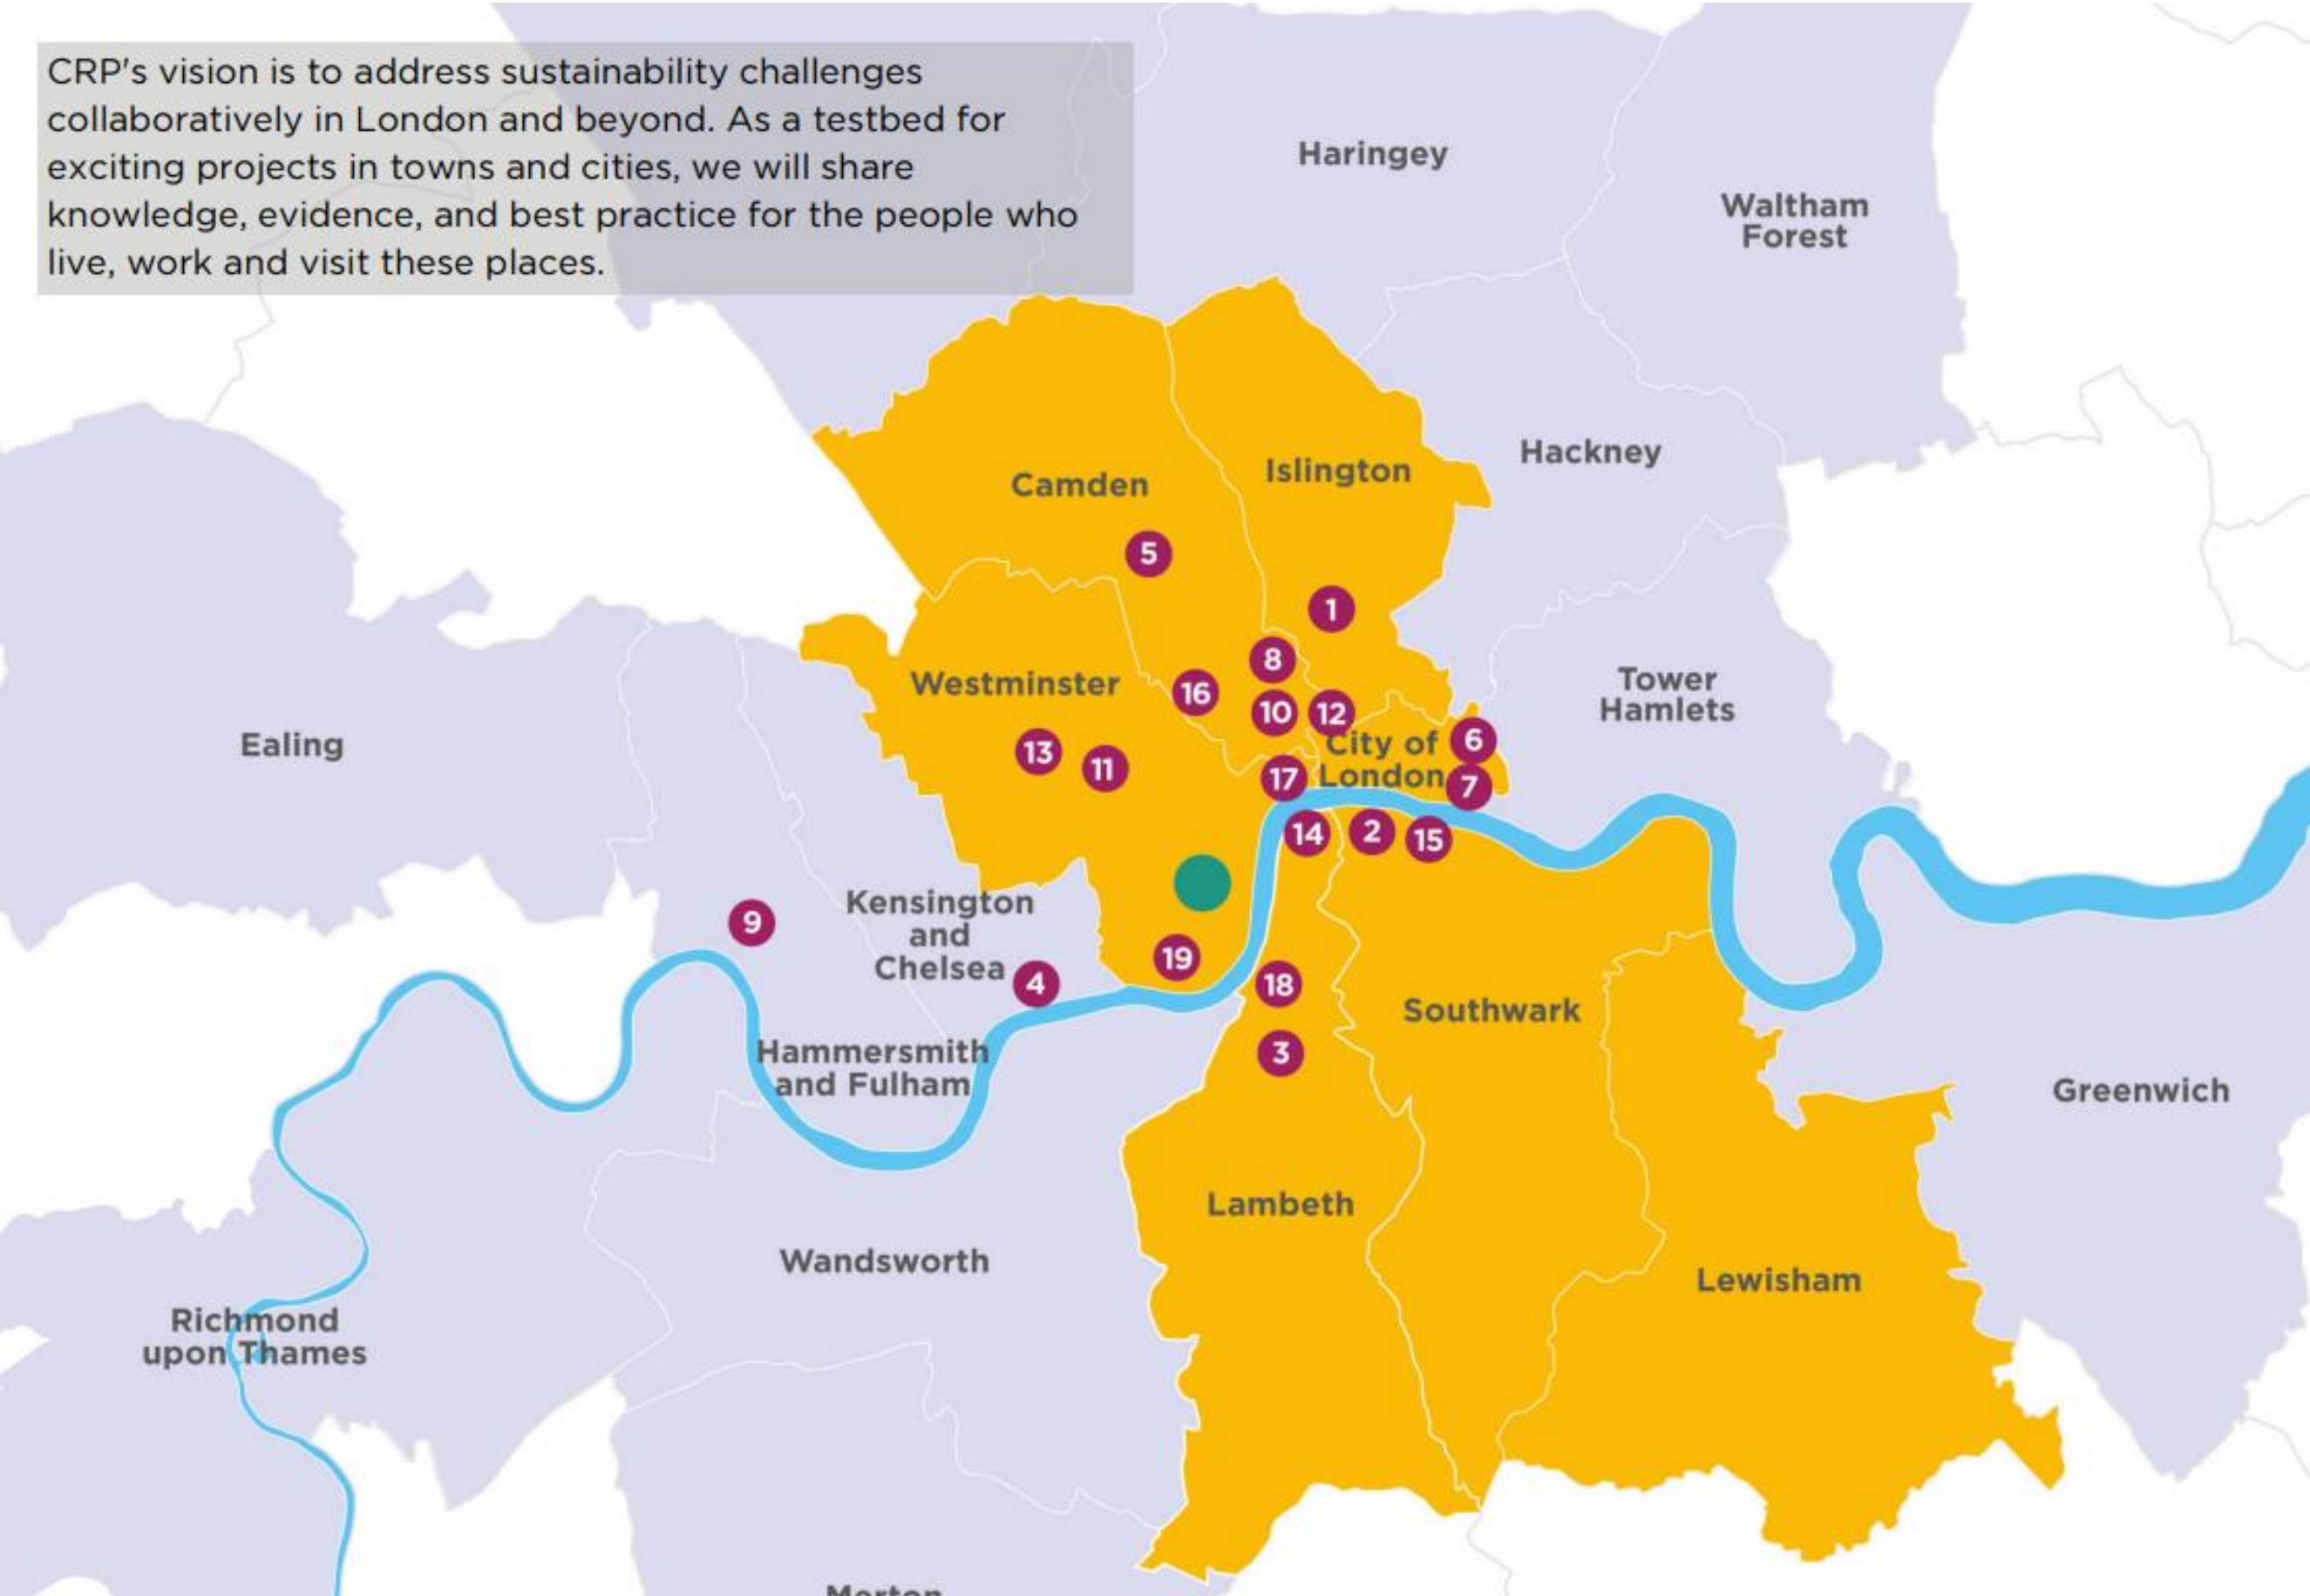 CRP's vision is to address sustainability challenges
collaboratively in London and beyond. As a testbed for
exciting projects in towns and cities, we will share
knowledge, evidence, and best practice for the people who
live, work and visit these places.
Haringey
Waltham
Forest
Hackney
Islington
Camden
5
1
8
Westminster
16
10
12
Tower
Hamlets
Ealing
13
11
City of
London
6
17
7
14
2
15
Kensington
and
Chelsea
9
19
4
18
Southwark
3
Hammersmith
and Fulham
Greenwich
Lambeth
Wandsworth
Lewisham
Richmond
upon Thames
Merton